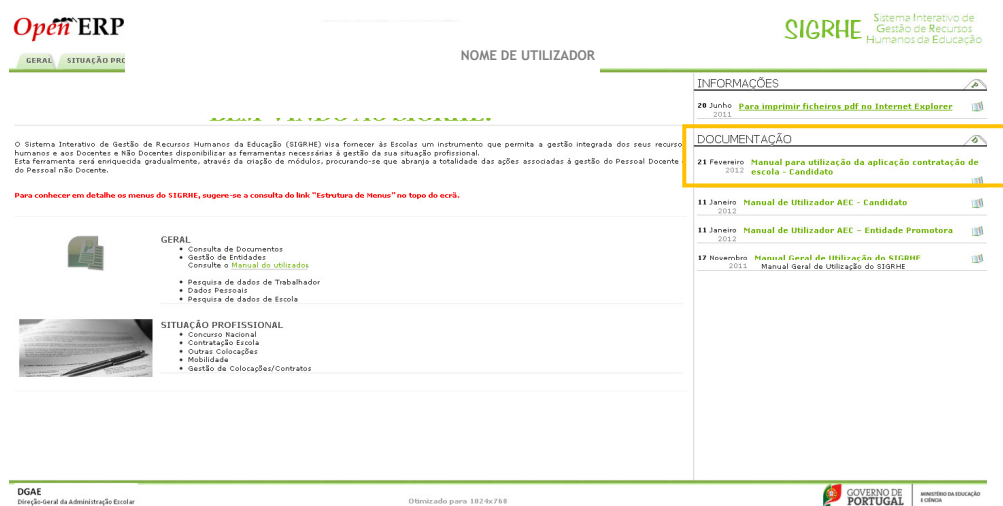 Open ERP
SIGRHE
Sistema Interativo de
Gestão de Recursos
Humanos da Educação
GERAL
SITUAÇÃO PRO
NOME DE UTILIZADOR
BEM-VINDO AO SIGRHE!
O Sistema Interativo de Gestão de Recursos Humanos da Educação (SIGRHE) visa fornecer às Escolas um instrumento que permita a gestão integrada dos seus recurso
humanos e aos Docentes e Não Docentes disponibilizar as ferramentas necessárias à gestão da sua situação profissional.
Esta ferramenta será enriquecida gradualmente, através da criação de módulos, procurando-se que abranja a totalidade das ações associadas á gestão do Pessoal Docente
do Pessoal não Docente.
Para conhecer em detalhe os menus do SIGRHE, sugere-se a consulta do link "Estrutura de Menus" no topo do ecrã.
GERAL
• Consulta de Documentos
• Gestão de Entidades
Consulte o Manual do utilizador
• Pesquisa de dados de Trabalhador
• Dados Pessoais
• Pesquisa de dados de Escola
SITUAÇÃO PROFISSIONAL
• Concurso Nacional
• Contratação Escola
• Outras Colocações
• Mobilidade
• Gestão de Colocações/Contratos
INFORMAÇÕES
20 Junho Para imprimir ficheiros pdf no Internet Explorer
2011
DOCUMENTAÇÃO
21 Fevereiro Manual para utilização da aplicação contratação de
2012 escola - Candidato
11 Janeiro Manual de Utilizador AEC - Candidato
2012
11 Janeiro Manual de Utilizador AEC - Entidade Promotora
2012
17 Novembro Manual Geral de Utilização do SIGRHE
2011 Manual Geral de Utilização do SIGRHE
DGAE
Direção-Geral da Administração Escolar
Otimizado para 1024x768
GOVERNO DE
PORTUGAL
MINISTÉRIO DA EDUCAÇÃO
E CIÊNCIA